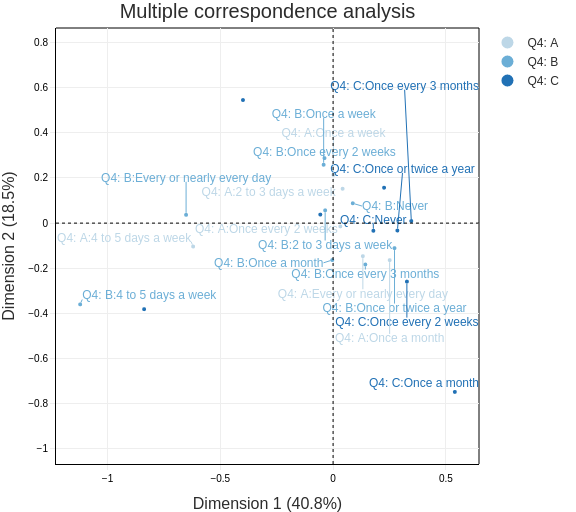 Multiple correspondence analysis
Q4: A
Q4: B
Q4: C
0.8
0.6
0.4
0.2
0
−0.2
−0.4
−0.6
−0.8
−1
Dimension 2 (18.5%)
Q4: C:Once every 3 months
Q4: B:Once a week
Q4: A:Once a week
Q4: B:Once every 2 weeks
Q4: C:Once or twice a year
Q4: B:Every or nearly every day
Q4: A:2 to 3 days a week
Q4: B:Never
Q4: C:Never
Q4: A:Once every 2 weeks
Q4: A:4 to 5 days a week
Q4: B:2 to 3 days a week
Q4: B:Once a month
Q4: B:Once every 3 months
Q4: A:Every or nearly every day
Q4: B:4 to 5 days a week
Q4: B:Once or twice a year
Q4: C:Once every 2 weeks
Q4: A:Once a month
Q4: C:Once a month
−1
−0.5
0
0.5
Dimension 1 (40.8%)